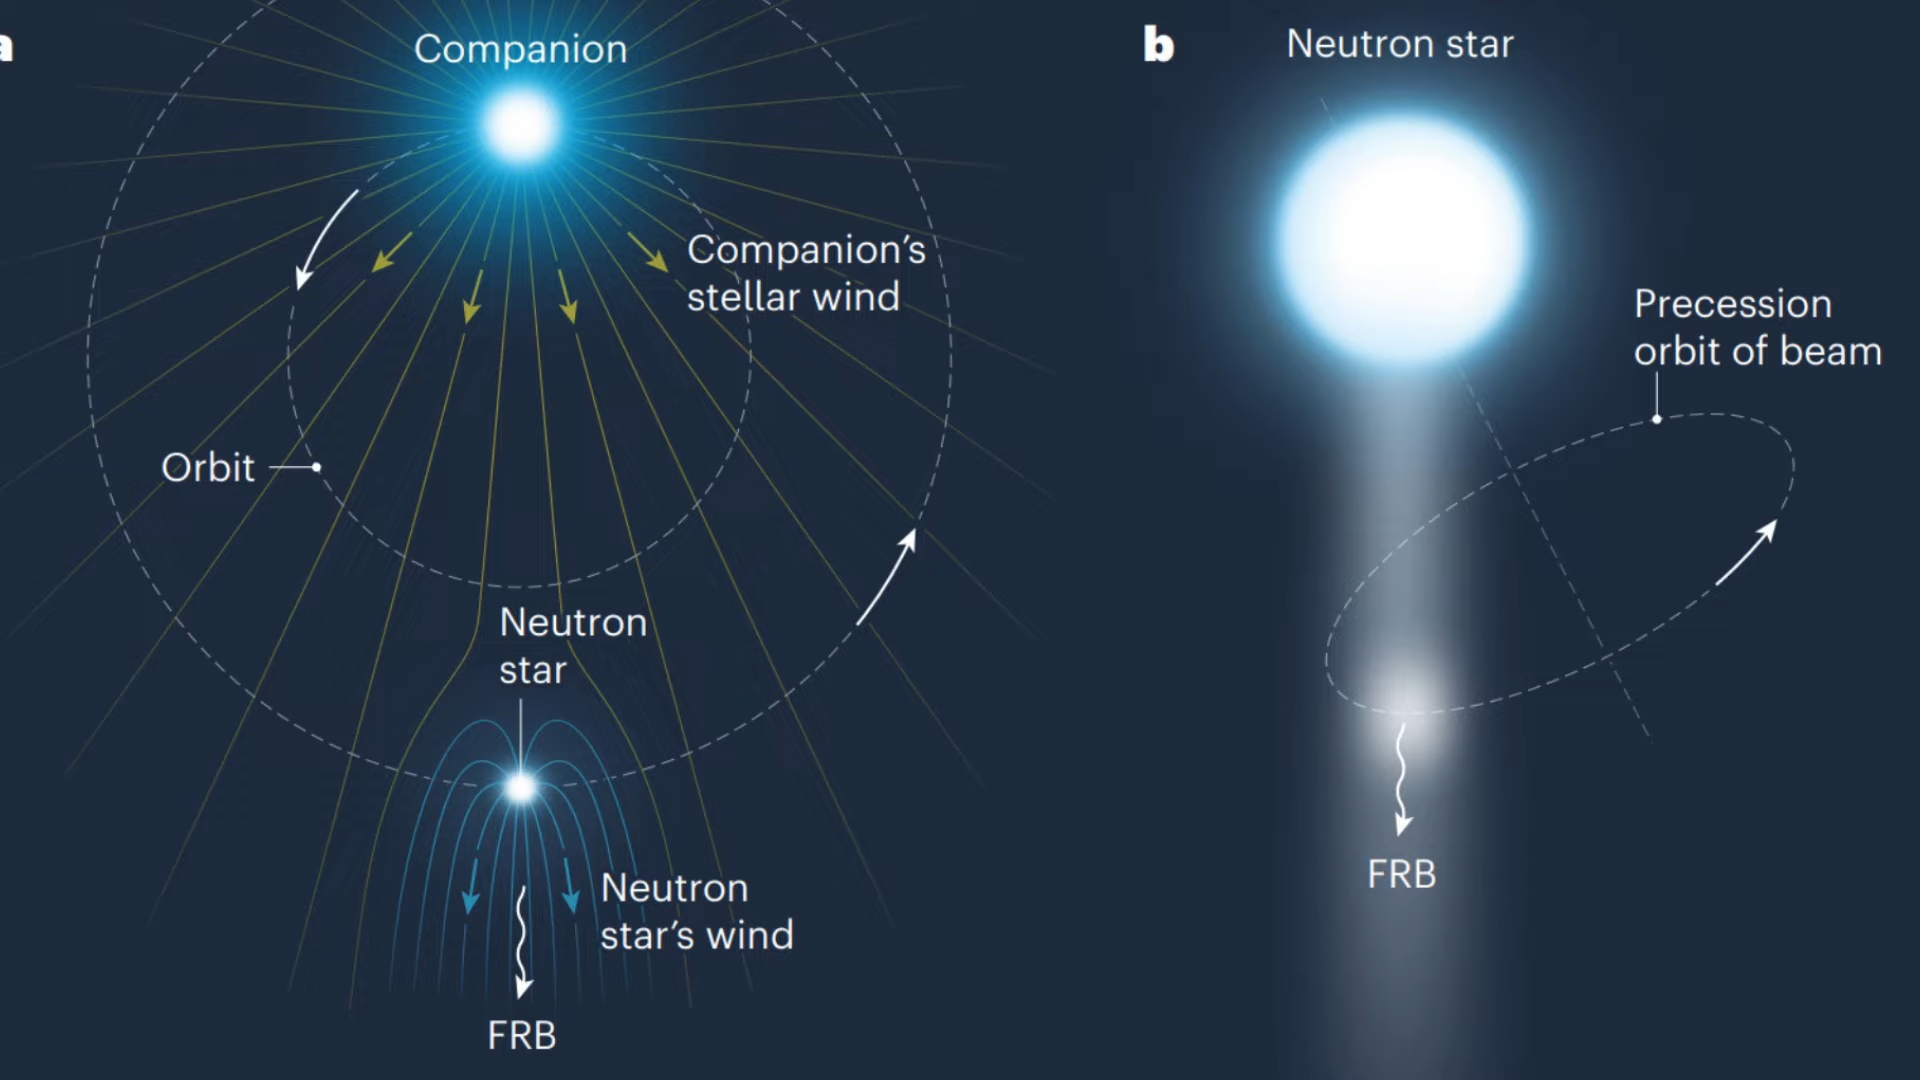 a
Companion
Companion’s
stellar wind
Orbit
Neutron
star
Neutron
star’s wind
FRB
b
Neutron star
Precession
orbit of beam
FRB